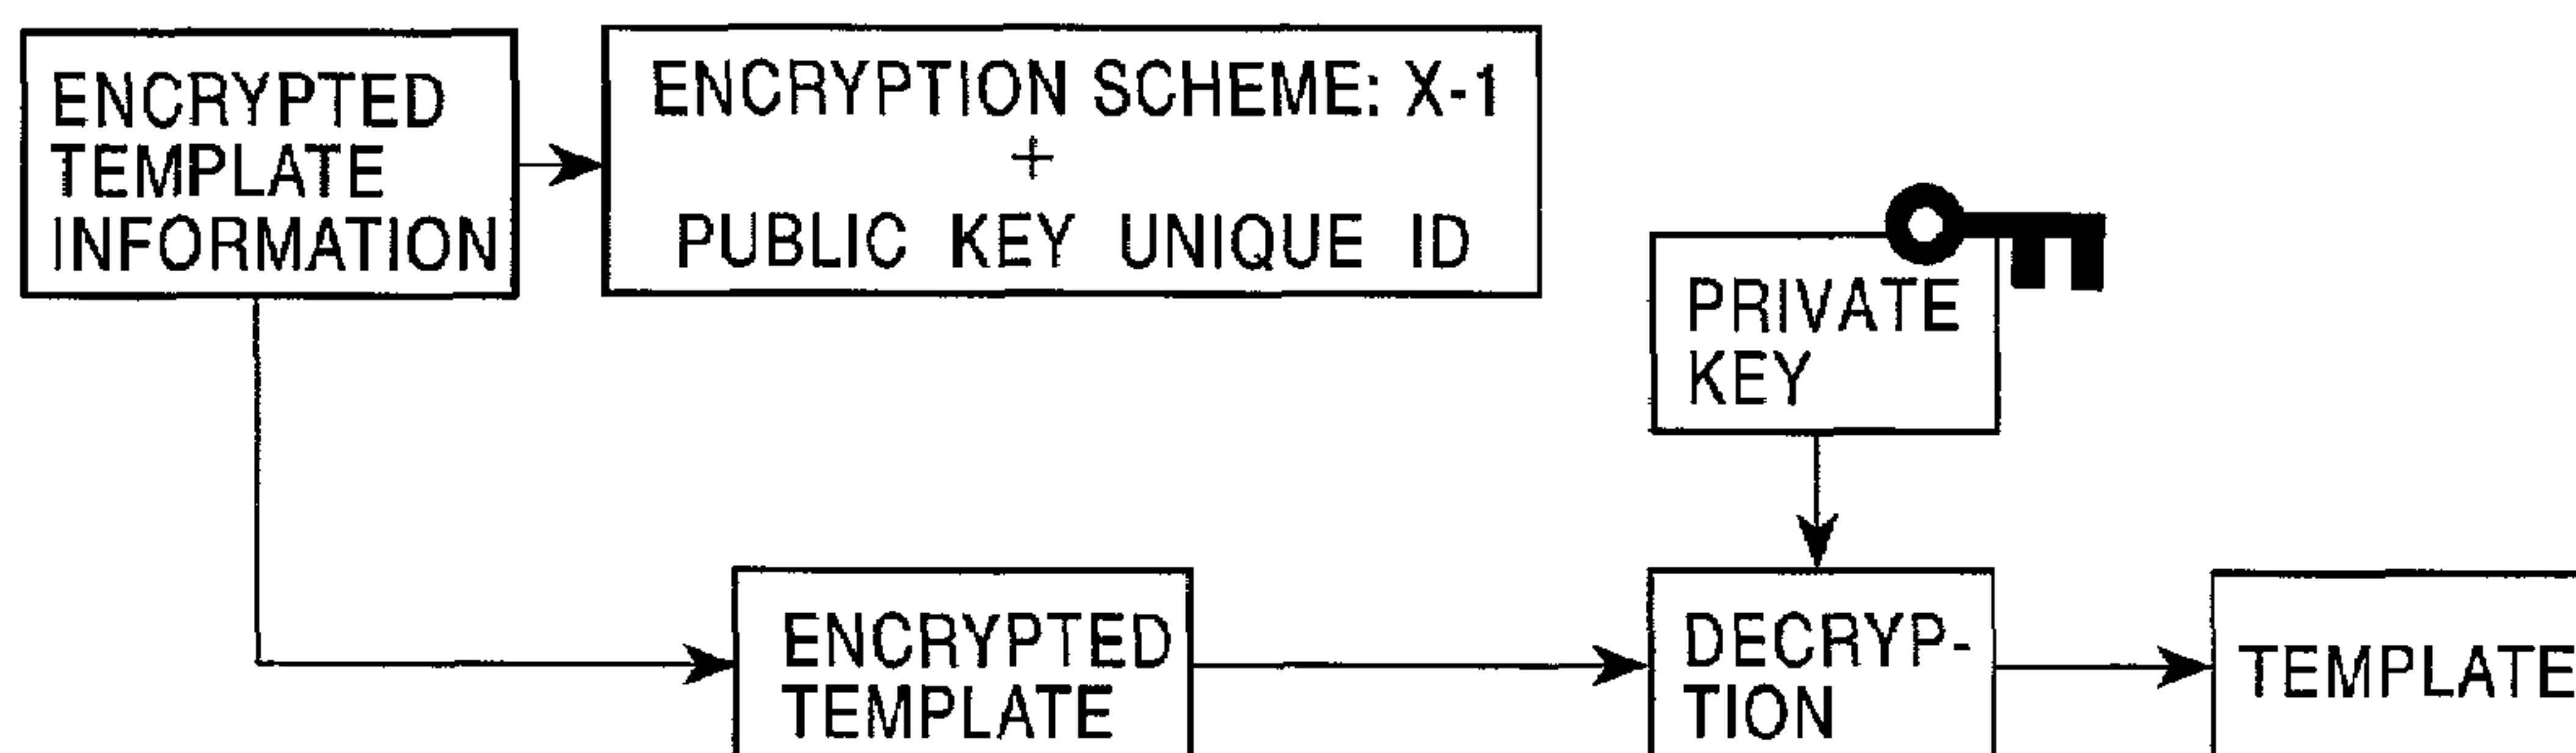 ENCRYPTED
TEMPLATE
INFORMATION
ENCRYPTION SCHEME: X-1
+
PUBLIC KEY UNIQUE ID
PRIVATE
KEY
ENCRYPTED
TEMPLATE
DECRYP-
TION
TEMPLATE